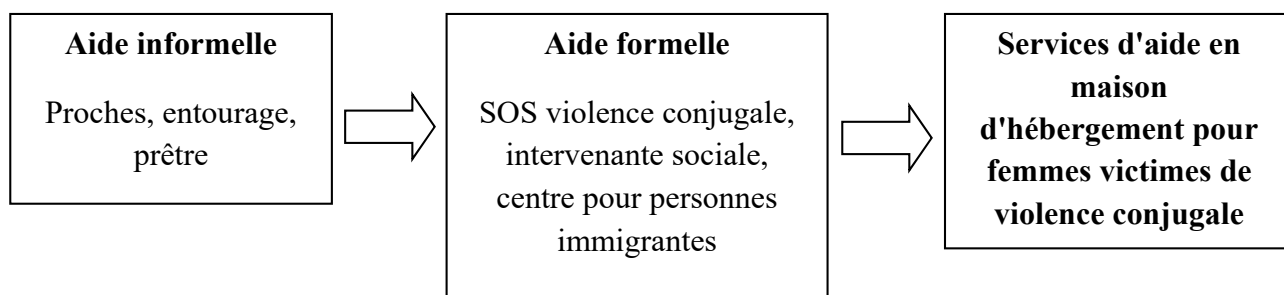 Aide informelle
Proches, entourage,
prêtre
Aide formelle
SOS violence conjugale,
intervenante sociale,
centre pour personnes
immigrantes
Services d'aide en
maison
d'hébergement pour
femmes victimes de
violence conjugale